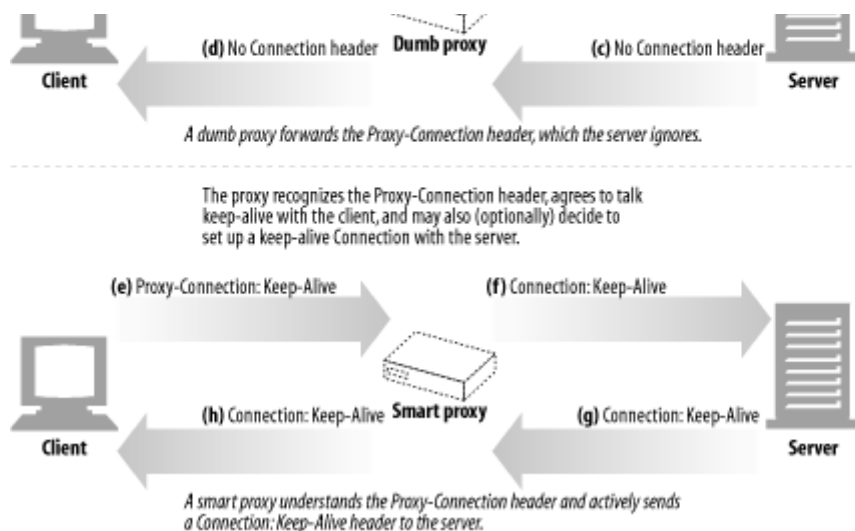 (d) No Connection header
Dumb proxy
(c) No Connection header
Client
Server
A dumb proxy forwards the Proxy-Connection header, which the server ignores.
The proxy recognizes the Proxy-Connection header, agrees to talk
keep-alive with the client, and may also (optionally) decide to
set up a keep-alive Connection with the server.
(e) Proxy-Connection: Keep-Alive
(f) Connection: Keep-Alive
(h) Connection: Keep-Alive
Smart proxy
(g) Connection: Keep-Alive
Client
Server
A smart proxy understands the Proxy-Connection header and actively sends
a Connection: Keep-Alive header to the server.